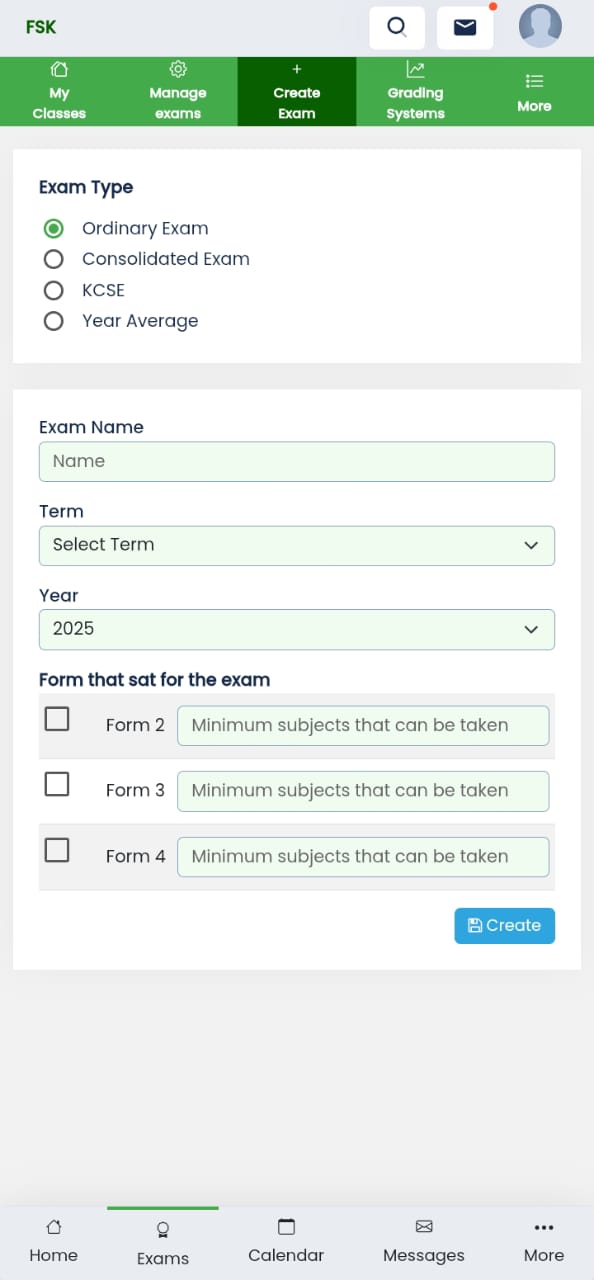 FSK
My
Classes
Manage
exams
Create
Exam
Grading
Systems
More
Exam Type
Ordinary Exam
Consolidated Exam
KCSE
Year Average
Exam Name
Name
Term
Select Term
Year
2025
Form that sat for the exam
Form 2 Minimum subjects that can be taken
Form 3 Minimum subjects that can be taken
Form 4 Minimum subjects that can be taken
Create
Home
Exams
Calendar
Messages
More